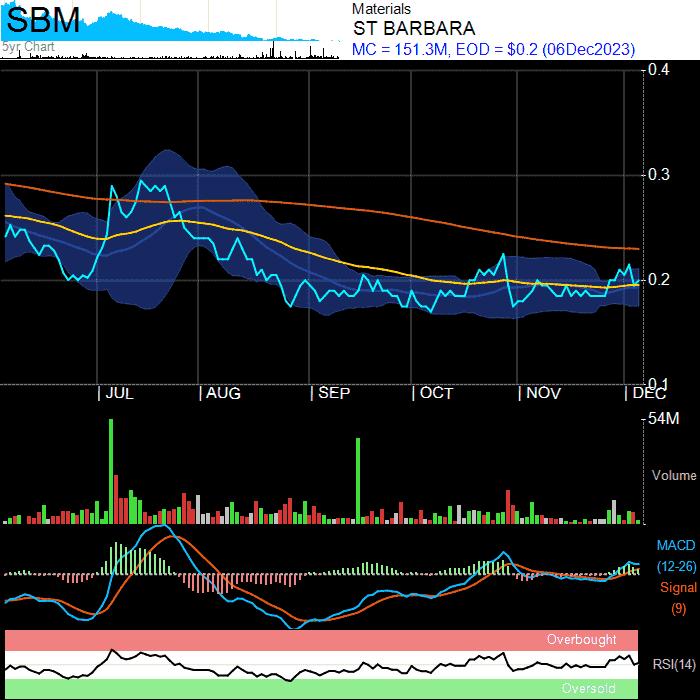 SBM
5yr Chart
Materials
ST BARBARA
MC = 151.3M, EOD = $0.2 (06Dec2023)
0.4
0.3
0.2
0.1
JUL AUG SEP OCT NOV DEC
54M
Volume
MACD
(12-26)
Signal
(9)
Overbought
RSI(14)
Oversold